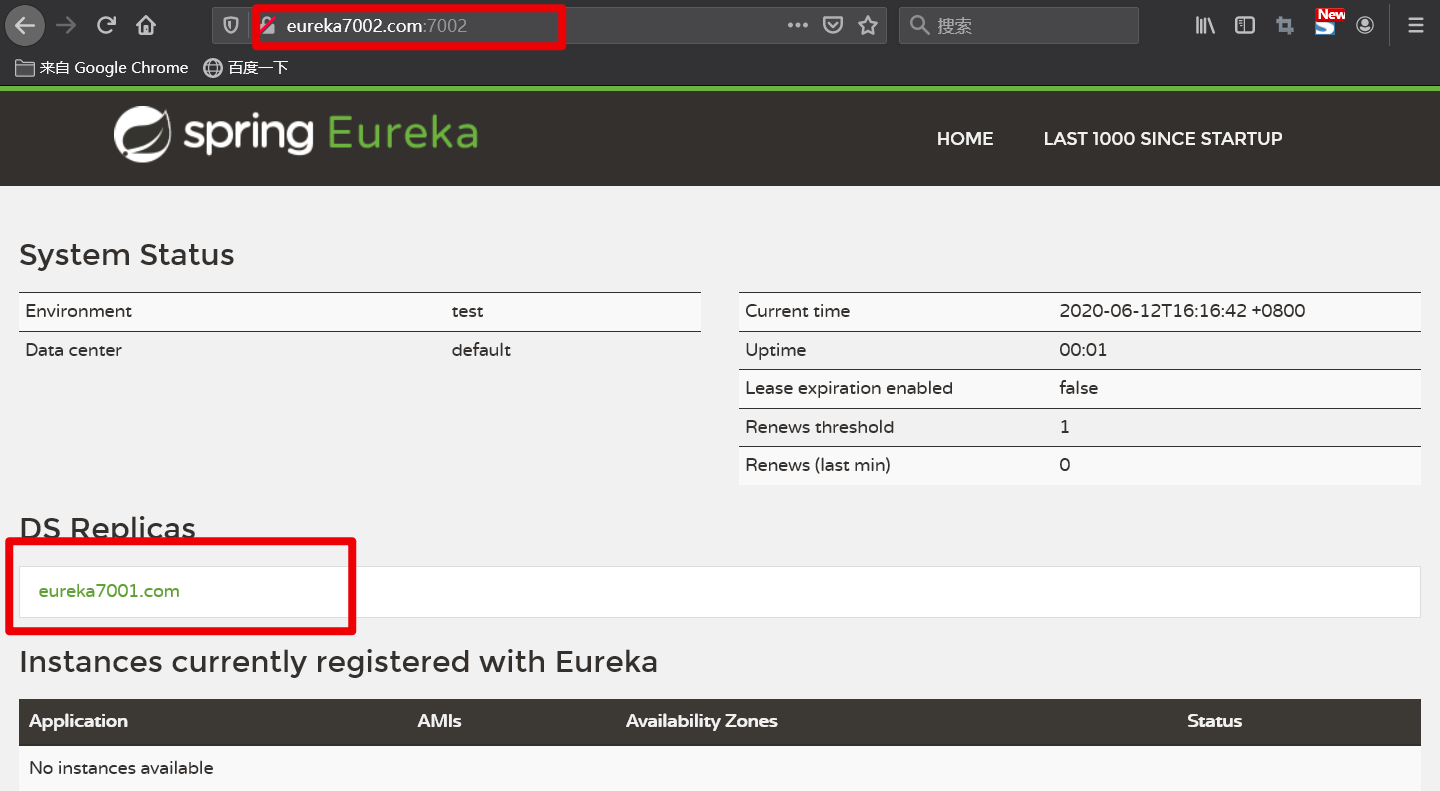 eureka7002.com:7002
搜索
New
来自 Google Chrome
百度一下
spring Eureka
HOME
LAST 1000 SINCE STARTUP
System Status
Environment test
Data center default
Current time 2020-06-12T16:16:42 +0800
Uptime 00:01
Lease expiration enabled false
Renews threshold 1
Renews (last min) 0
DS Replicas
eureka7001.com
Instances currently registered with Eureka
Application AMIs Availability Zones Status
No instances available